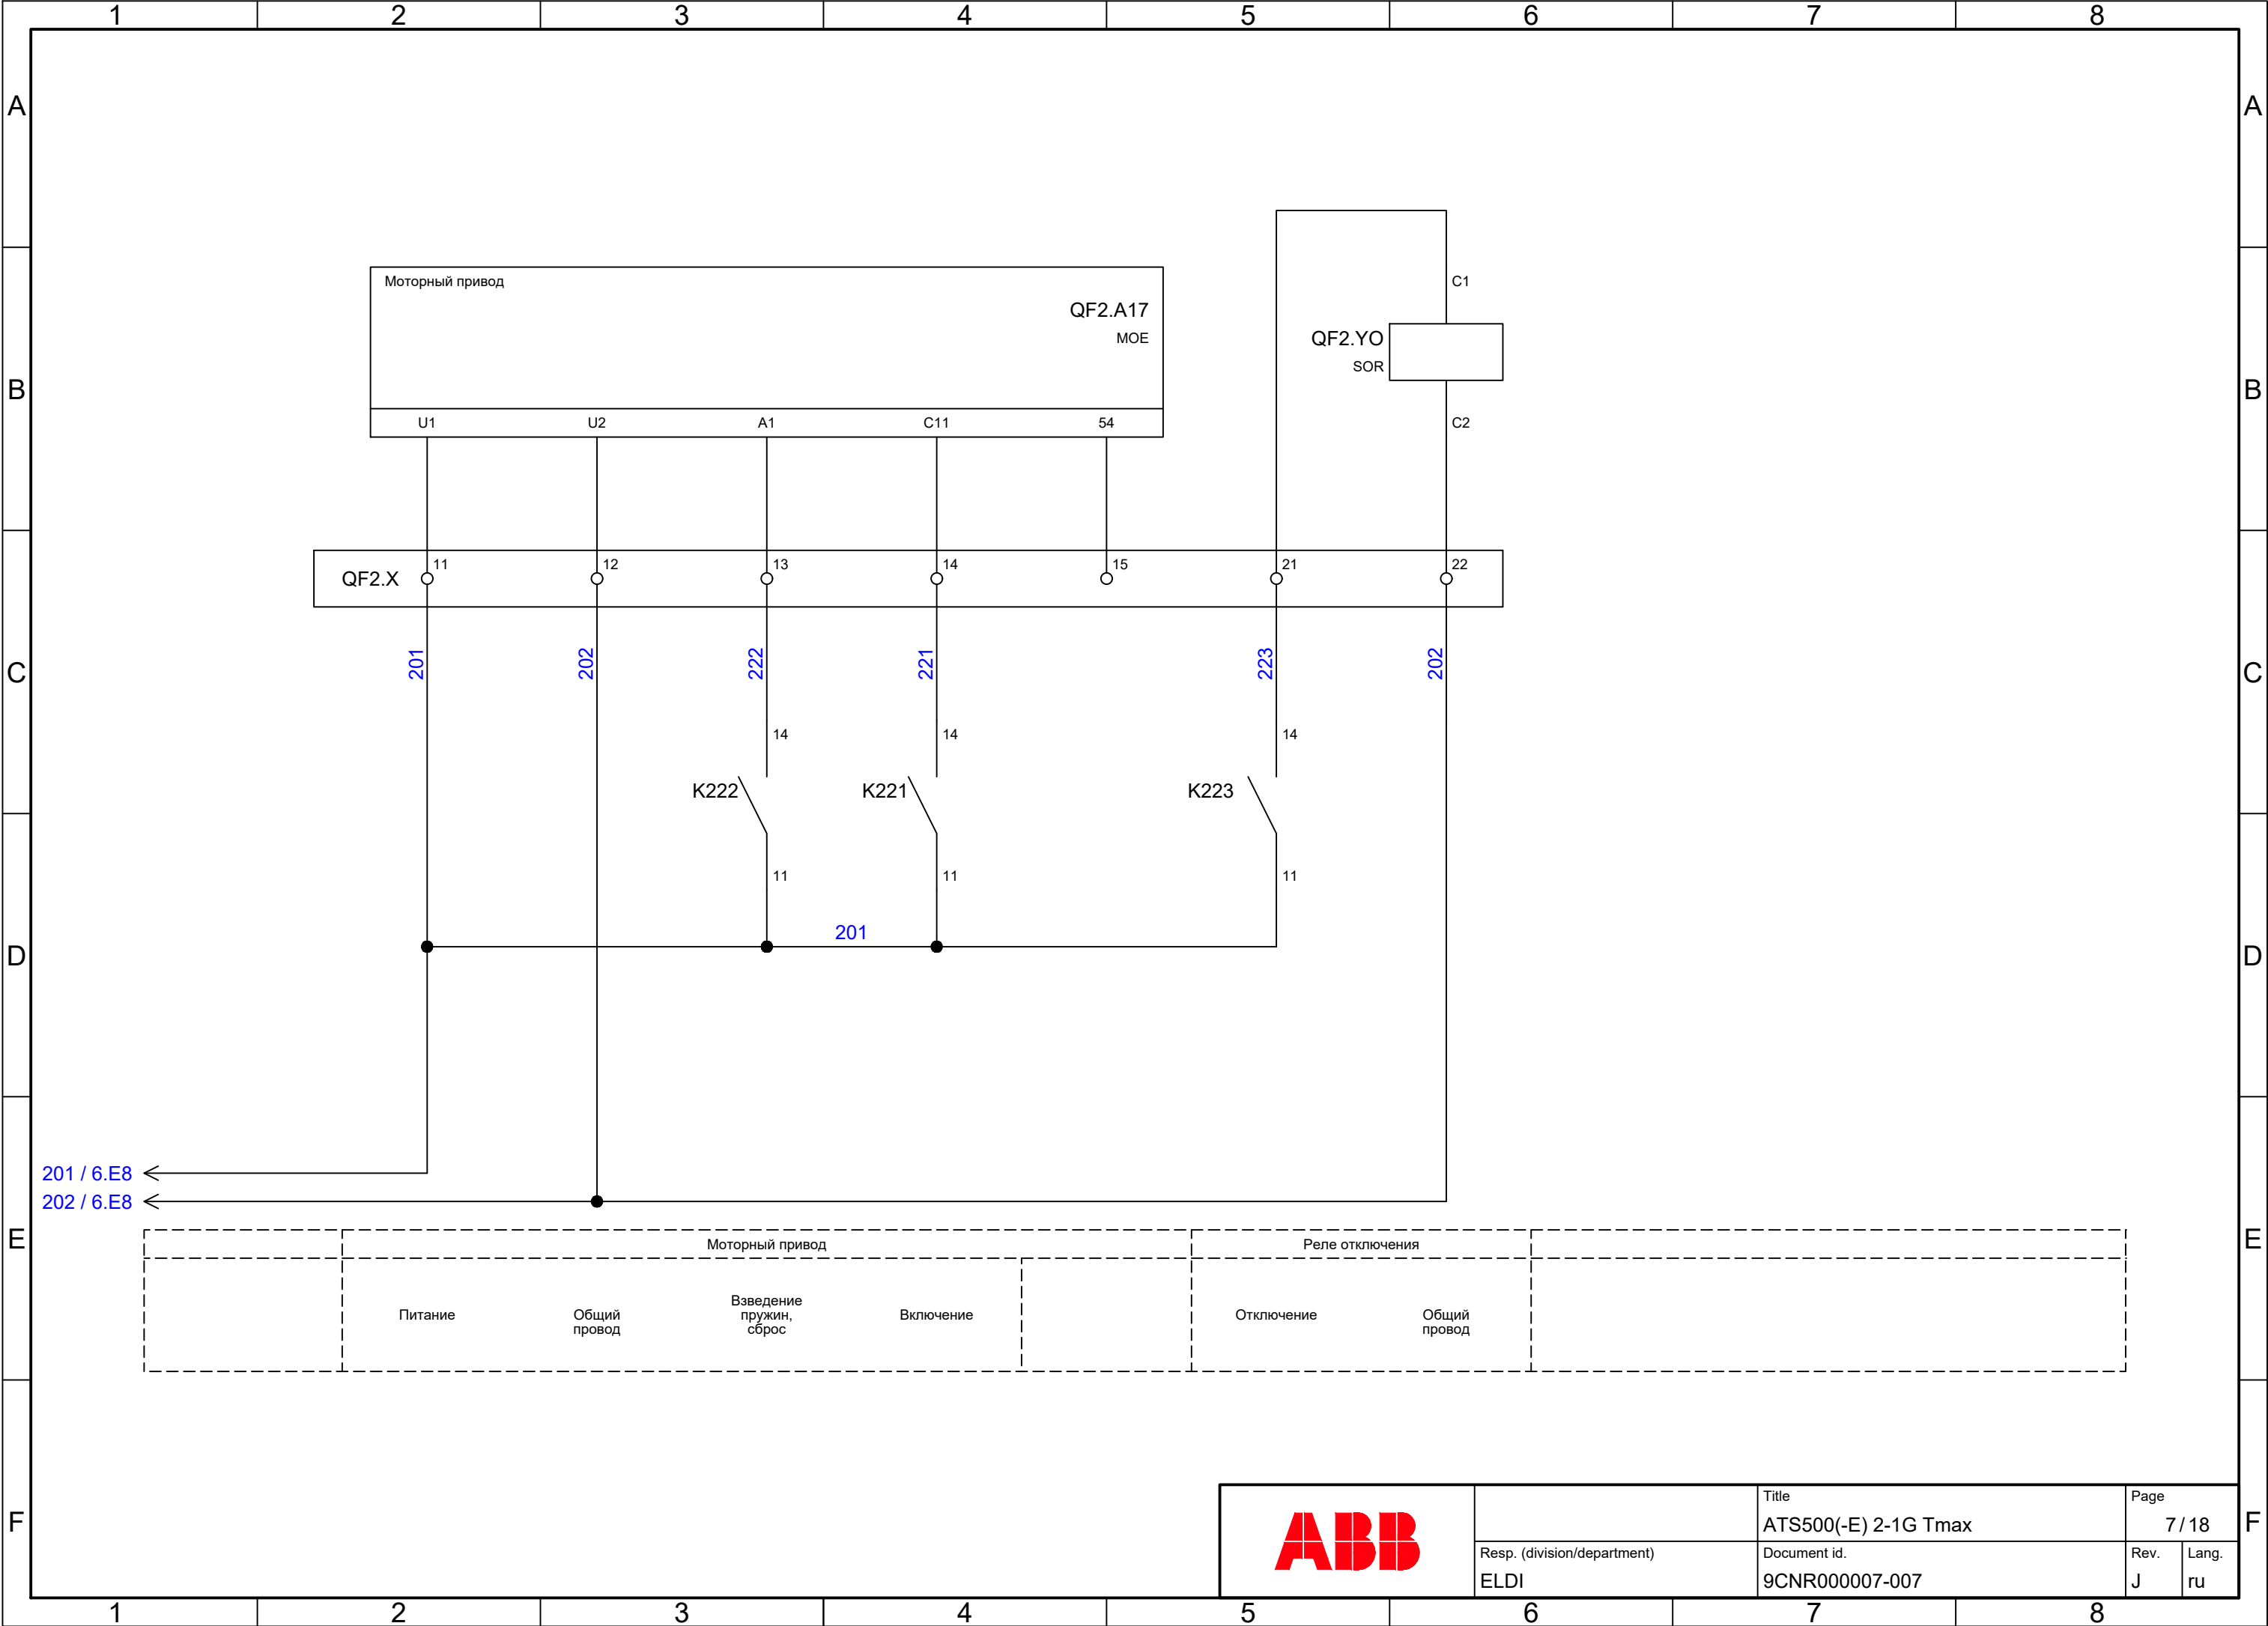 1 2 3 4 5 6 7 8
A A
Моторный привод
QF2.A17
MOE
C1
QF2.YO
SOR
B B
U1 U2 A1 C11 54
C2
QF2.X 11 12 13 14 15 21 22
201 202 222 221 223 202
C C
14 14 14
K222 K221 K223
11 11 11
201
D D
201 / 6.E8
202 / 6.E8
E E
Моторный привод Реле отключения
Питание
Общий
провод
Взведение
пружин,
сброс
Включение
Отключение
Общий
провод
F F
ABB
Title
ATS500(-E) 2-1G Tmax
Page
7 / 18
Resp. (division/department)
ELDI
Document id.
9CNR000007-007
Rev.
J
Lang.
ru
1 2 3 4 5 6 7 8